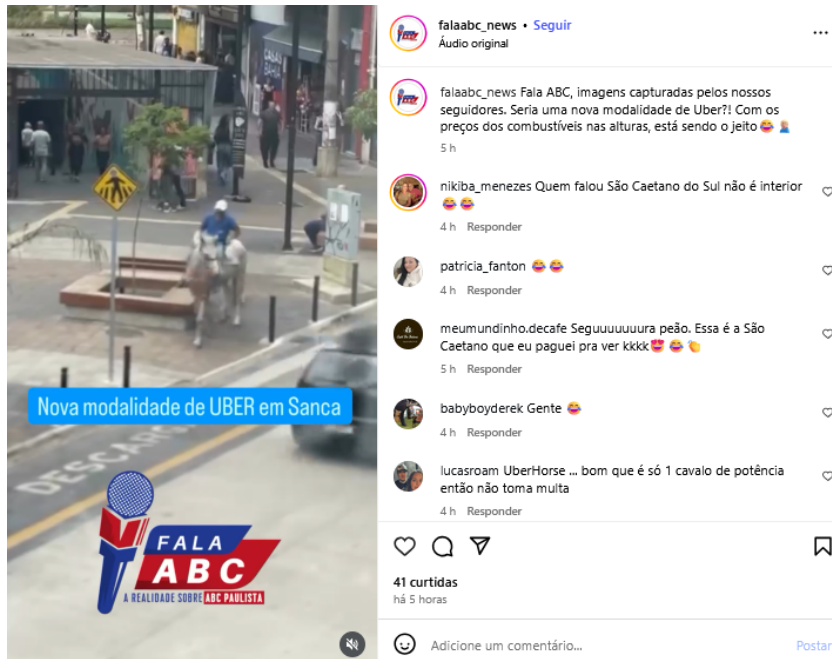 CASAS
BAHIA
Nova modalidade de UBER em Sanca
DESCARG
FALA
ABC
A REALIDADE SOBRE ABC PAULISTA
falaabc_news • Seguir
Áudio original
falaabc_news Fala ABC, imagens capturadas pelos nossos
seguidores. Seria uma nova modalidade de Uber?! Com os
preços dos combustíveis nas alturas, está sendo o jeito 😂 🤦🏼‍♂️
5 h
nikiba_menezes Quem falou São Caetano do Sul não é interior
😂 😂
4 h Responder
patricia_fanton 😂 😂
4 h Responder
meumundinho.decafe Seguuuuuuura peão. Essa é a São
Caetano que eu paguei pra ver kkkk😍 😂 👏
5 h Responder
babyboyderek Gente 😂
4 h Responder
lucasroam UberHorse ... bom que é só 1 cavalo de potência
então não toma multa
4 h Responder
41 curtidas
há 5 horas
Adicione um comentário...
Postar